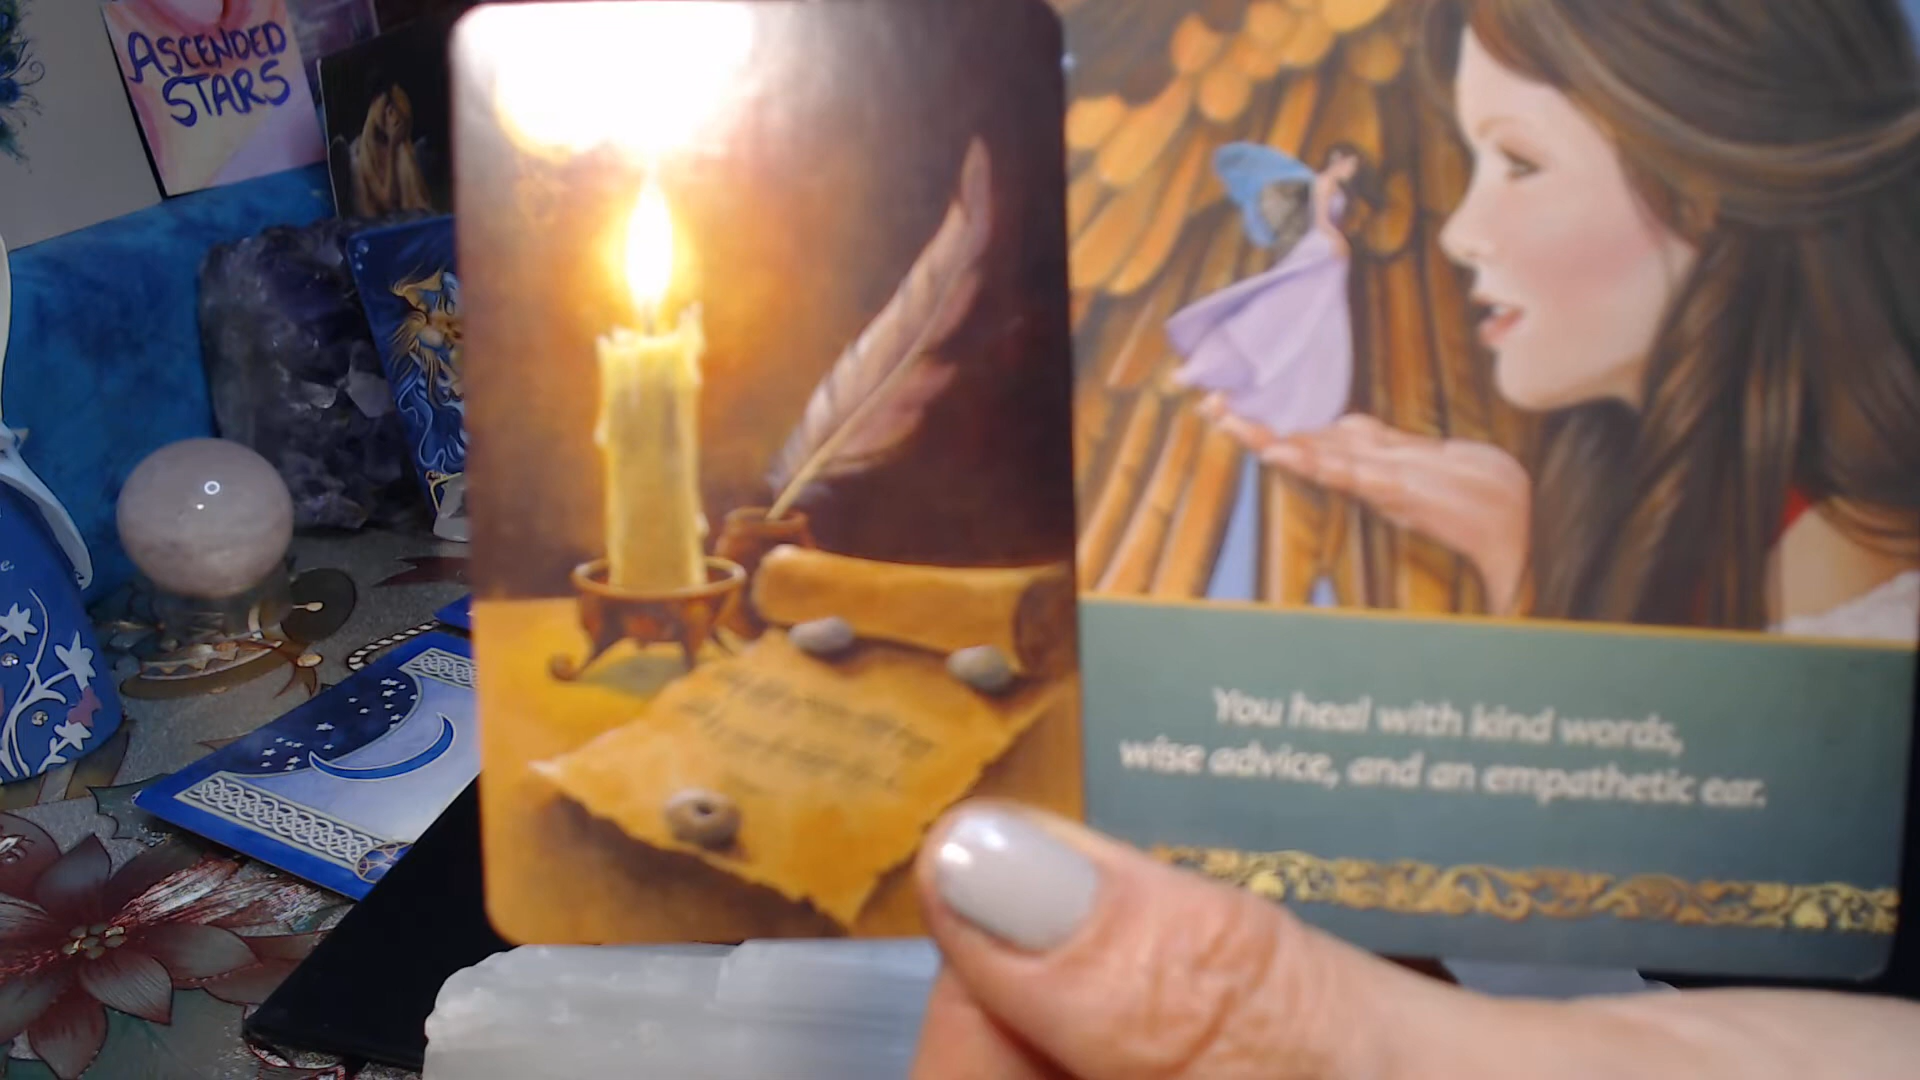 ASCENDED
STARS
e.
You heal with kind words,
wise advice, and an empathetic ear.